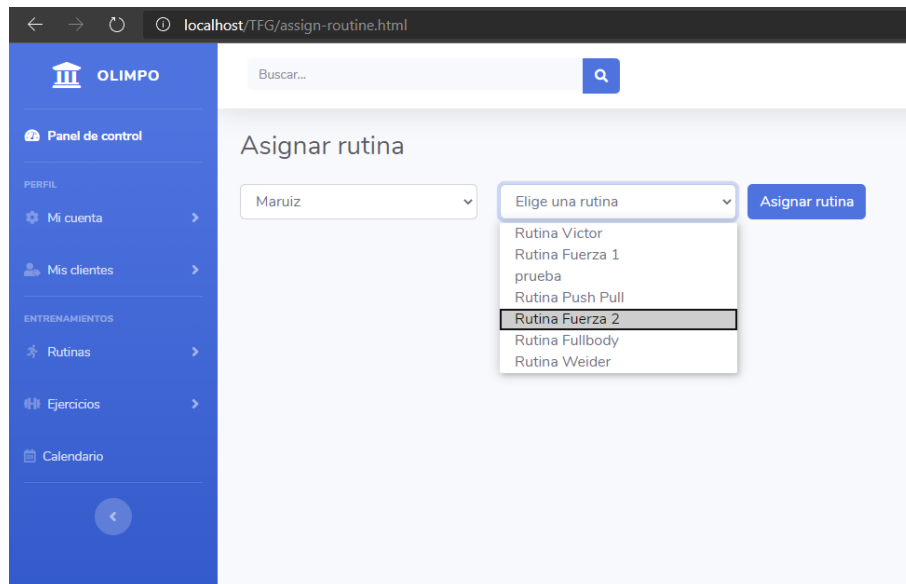 localhost/TFG/assign-routine.html
OLIMPO
Buscar...
Panel de control
Asignar rutina
PERFIL
Maruiz
Elige una rutina
Asignar rutina
Mi cuenta
Rutina Victor
Rutina Fuerza 1
prueba
Rutina Push Pull
Rutina Fuerza 2
Rutina Fullbody
Rutina Weider
Mis clientes
ENTRENAMIENTOS
Rutinas
Ejercicios
Calendario